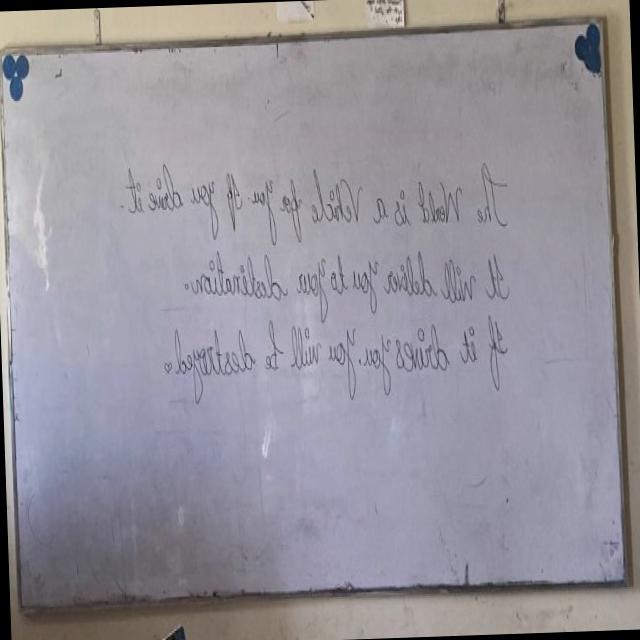 The World is a Vehicle for you. If you drive it.
It will deliver you to your destination.
If it drives you. You will be destroyed.